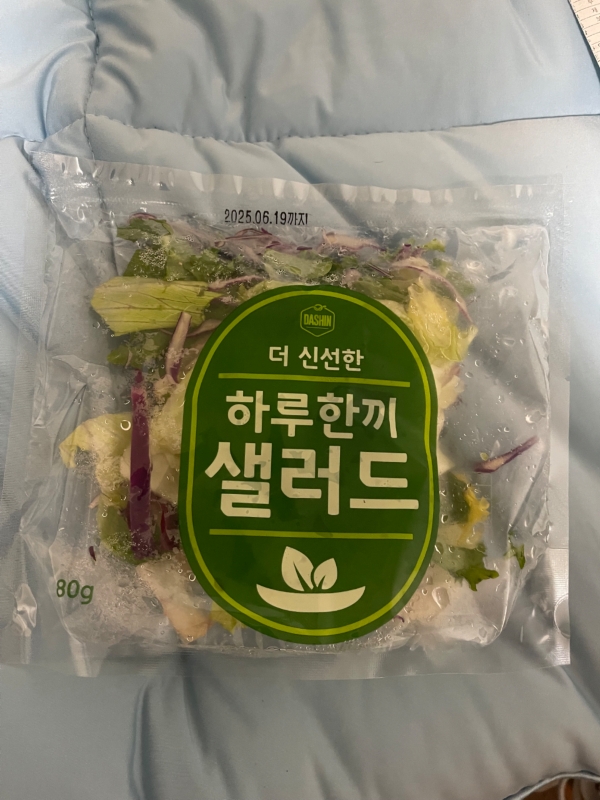 2025.06.19까지
DASHIN
더 신선한
하루한끼
샐러드
80g